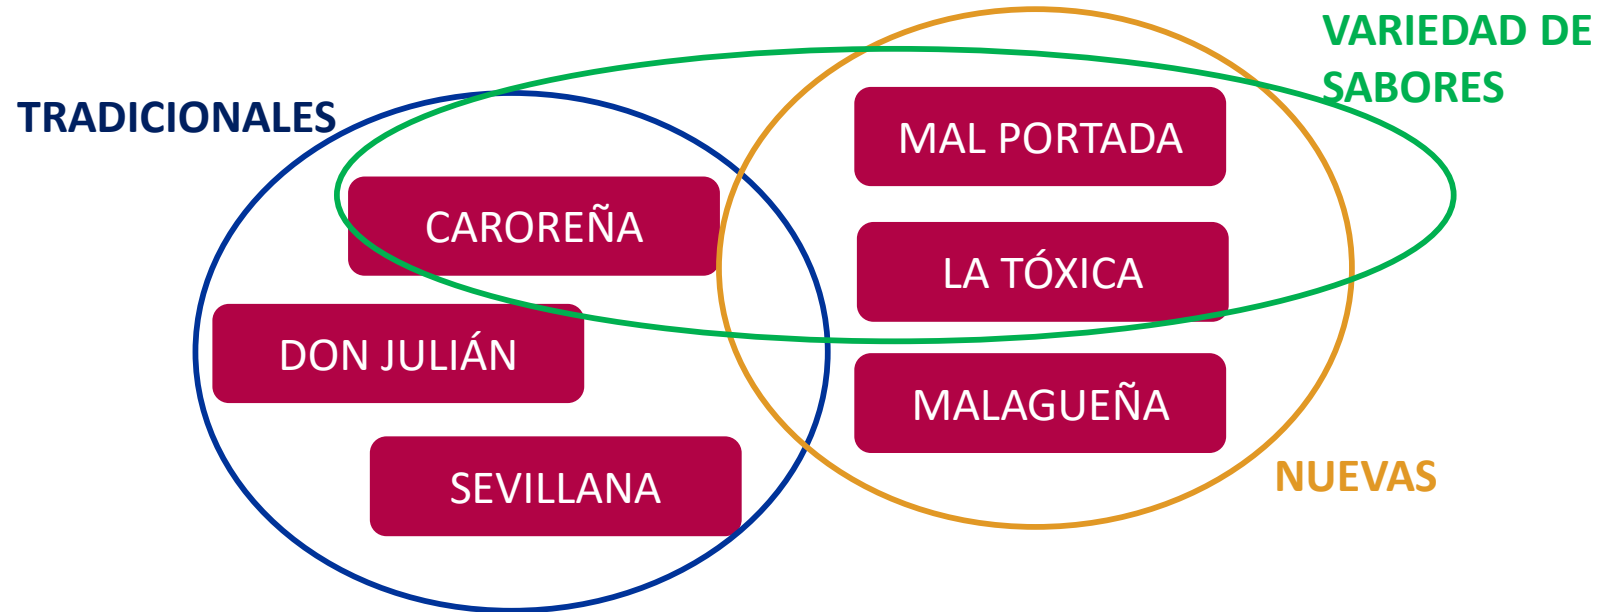 VARIEDAD DE
SABORES
TRADICIONALES
MAL PORTADA
CAROREÑA
LA TÓXICA
DON JULIÁN
MALAGUEÑA
SEVILLANA
NUEVAS